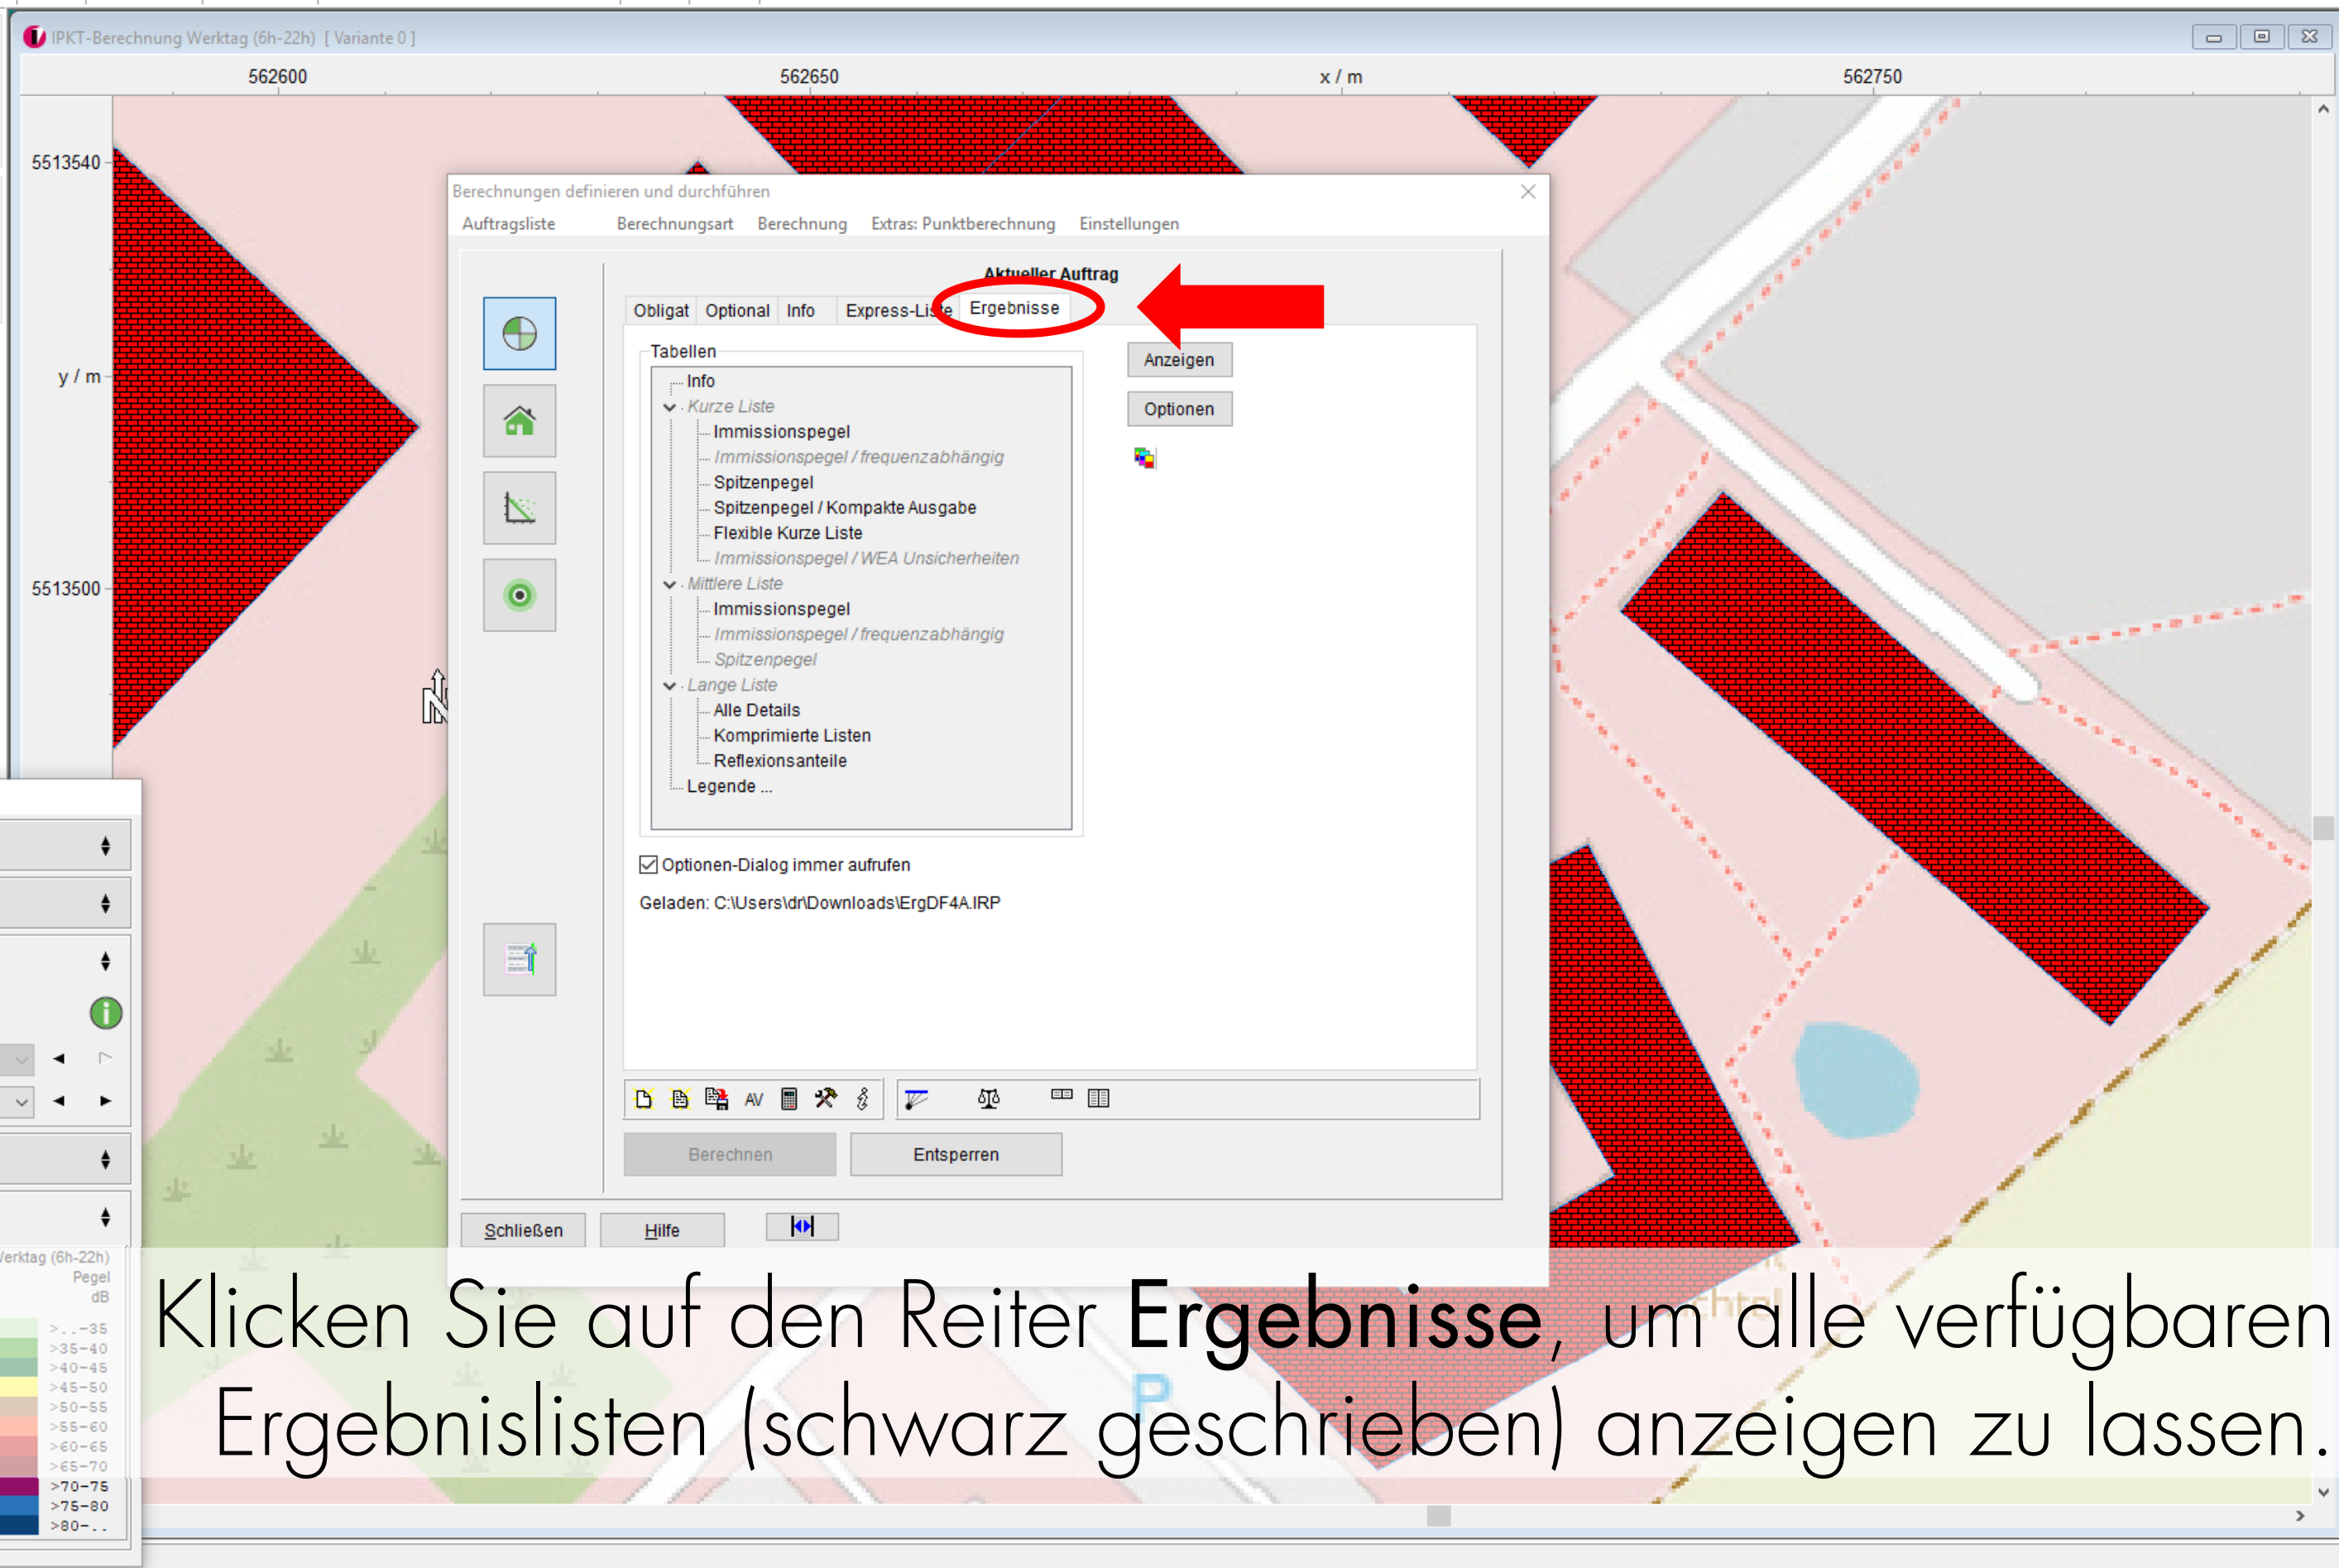 IPKT-Berechnung Werktag (6h-22h) [ Variante 0 ]
562600 562650 x / m 562750
5513540
y / m
5513500
Berechnungen definieren und durchführen
Auftragsliste Berechnungsart Berechnung Extras: Punktberechnung Einstellungen
Aktueller Auftrag
Obligat Optional Info Express-Liste Ergebnisse
Tabellen
Anzeigen
Optionen
Info
Kurze Liste
Immissionspegel
Immissionspegel / frequenzabhängig
Spitzenpegel
Spitzenpegel / Kompakte Ausgabe
Flexible Kurze Liste
Immissionspegel / WEA Unsicherheiten
Mittlere Liste
Immissionspegel
Immissionspegel / frequenzabhängig
Spitzenpegel
Lange Liste
Alle Details
Komprimierte Listen
Reflexionsanteile
Legende ...
Optionen-Dialog immer aufrufen
Geladen: C:\Users\dr\Downloads\ErgDF4A.IRP
AV
Berechnen Entsperren
Schließen Hilfe
N
Werktag (6h-22h)
Pegel
dB
>..-35
>35-40
>40-45
>45-50
>50-55
>55-60
>60-65
>65-70
>70-75
>75-80
>80-..
P
Klicken Sie auf den Reiter Ergebnisse, um alle verfügbaren
Ergebnislisten (schwarz geschrieben) anzeigen zu lassen.